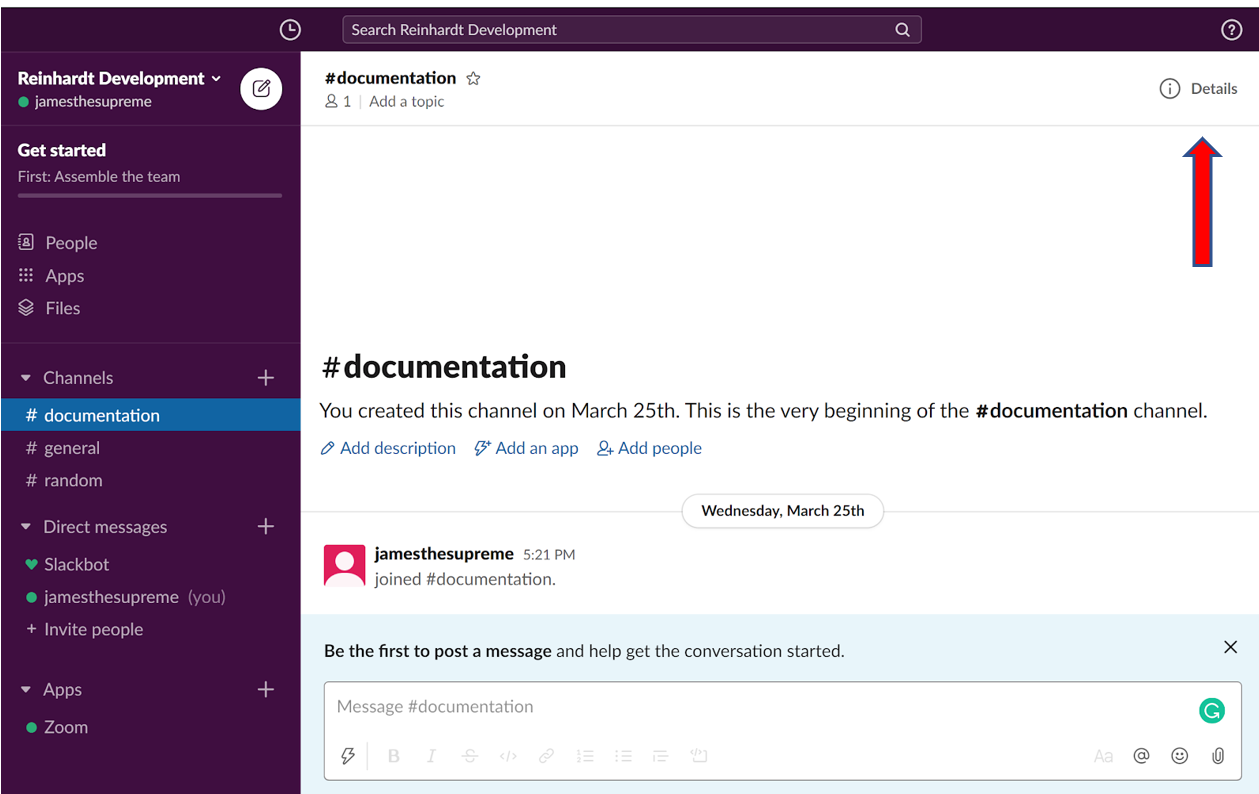 Search Reinhardt Development
Reinhardt Development
jamesthesupreme
Get started
First: Assemble the team
People
Apps
Files
Channels
# documentation
# general
# random
Direct messages
Slackbot
jamesthesupreme (you)
+ Invite people
Apps
Zoom
#documentation
1 | Add a topic
Details
#documentation
You created this channel on March 25th. This is the very beginning of the #documentation channel.
Add description Add an app Add people
Wednesday, March 25th
jamesthesupreme 5:21 PM
joined #documentation.
Be the first to post a message and help get the conversation started.
Message #documentation
B I S </> Aa @